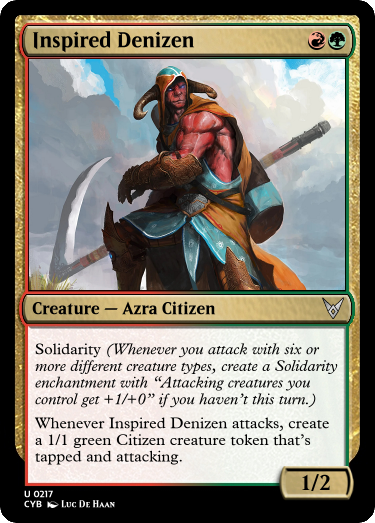 Inspired Denizen
Creature — Azra Citizen
Solidarity (Whenever you attack with six or
more different creature types, create a Solidarity
enchantment with “Attacking creatures you
control get +1/+0” if you haven’t this turn.)
Whenever Inspired Denizen attacks, create
a 1/1 green Citizen creature token that’s
tapped and attacking.
1/2
U 0217
CYB Luc De Haan